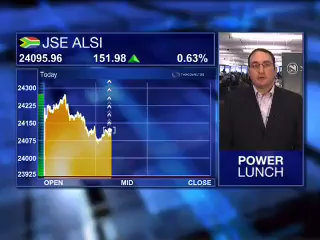 JSE ALSI
24095.96 151.98 0.63%
Today
24300
24225
24150
24075
24000
23925
OPEN MID CLOSE
POWER
LUNCH